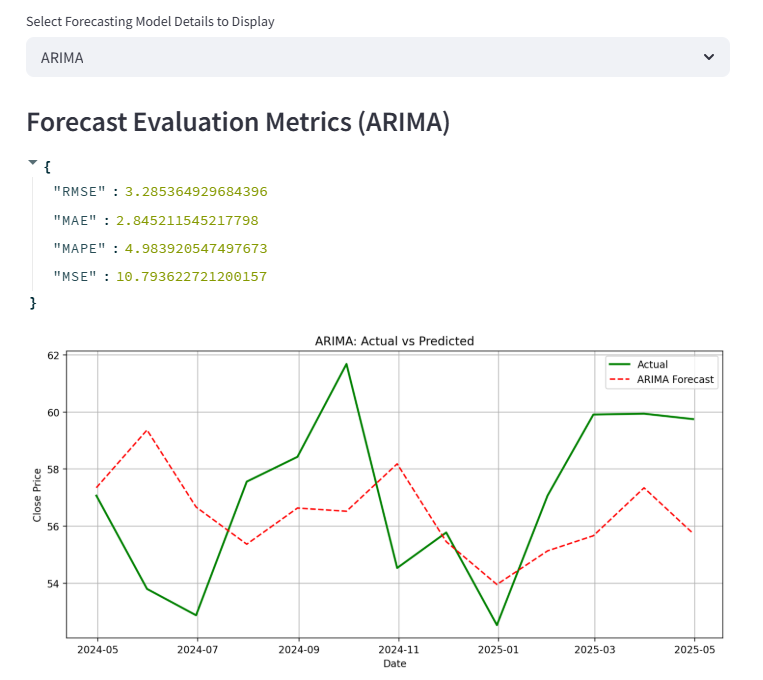 Select Forecasting Model Details to Display
ARIMA
Forecast Evaluation Metrics (ARIMA)
{
"RMSE" : 3.285364929684396
"MAE" : 2.845211545217798
"MAPE" : 4.983920547497673
"MSE" : 10.793622721200157
}
ARIMA: Actual vs Predicted
Actual
ARIMA Forecast
62
60
58
56
54
Close Price
2024-05 2024-07 2024-09 2024-11 2025-01 2025-03 2025-05
Date